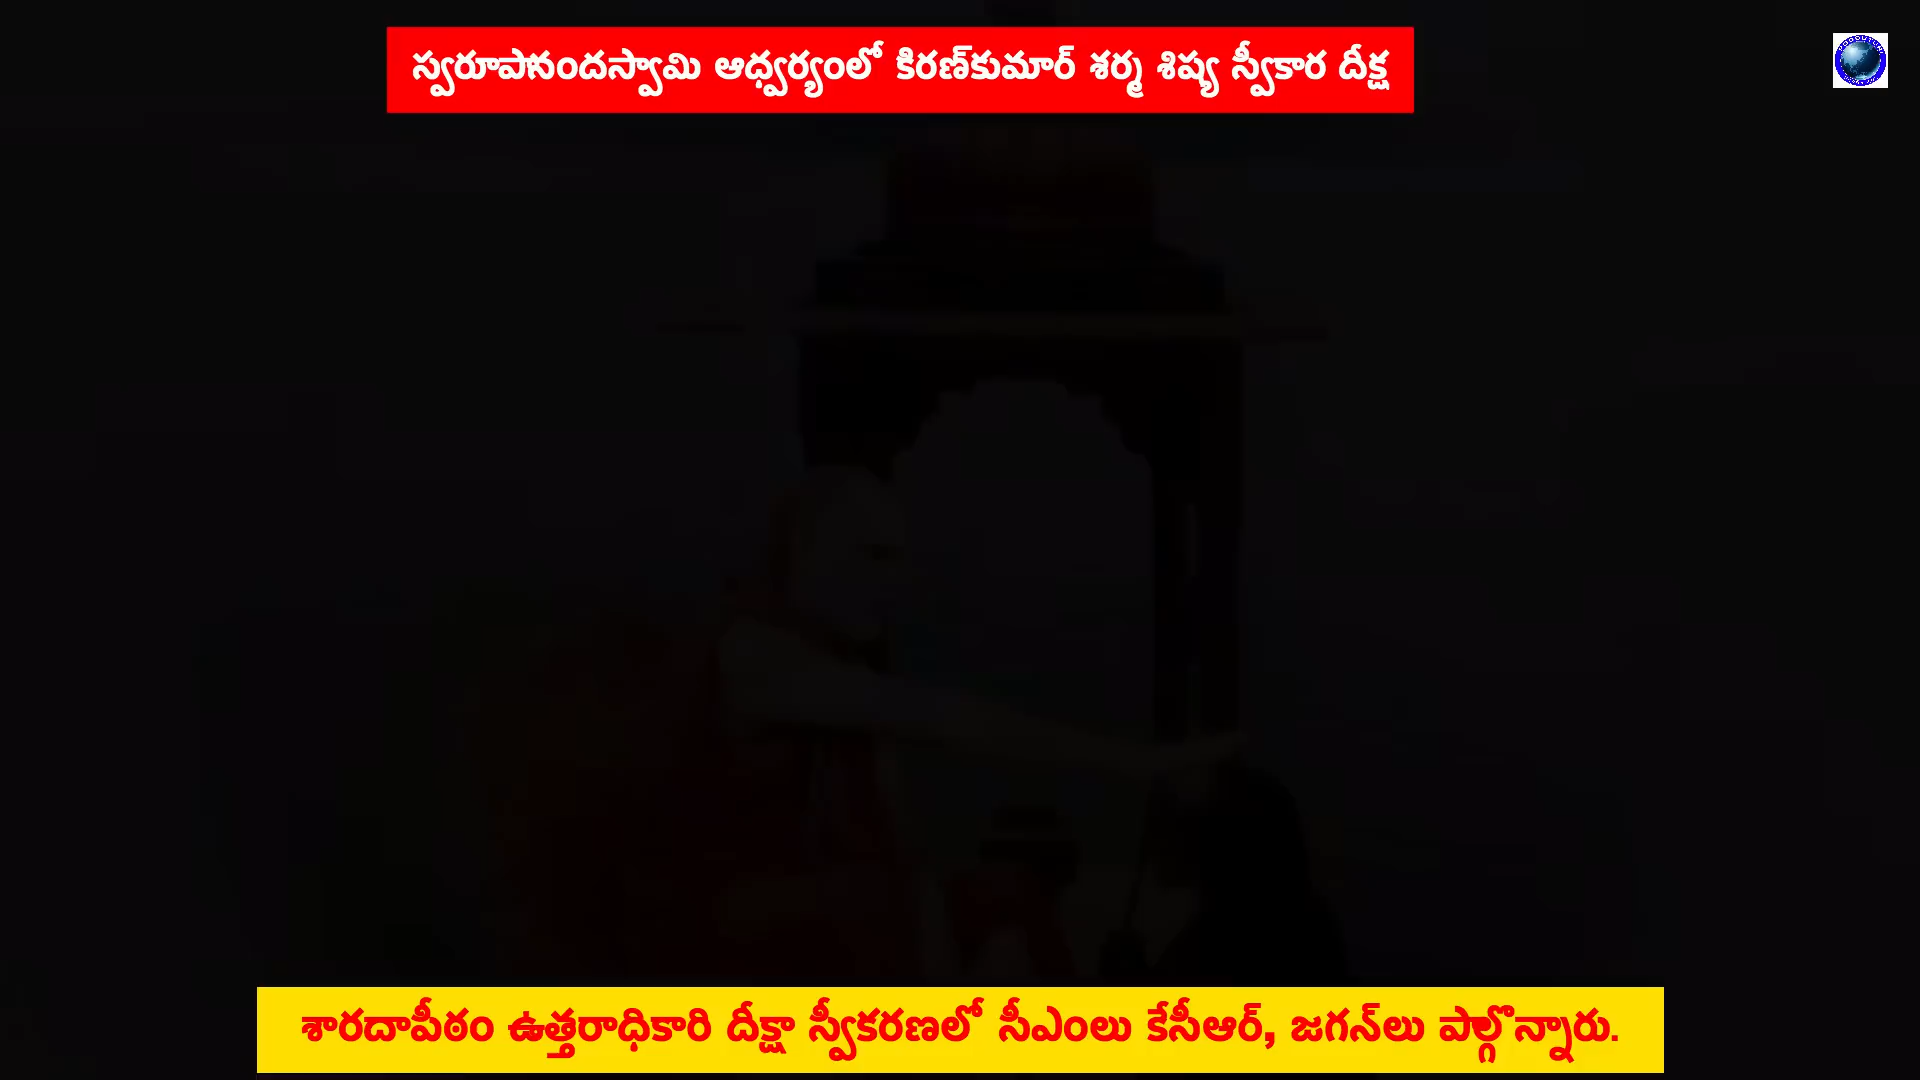 స్వరూపానందస్వామి ఆధ్వర్యంలో కిరణ్‌కుమార్ శర్మ శిష్య స్వీకార దీక్ష
శారదాపీఠం ఉత్తరాధికారి దీక్షా స్వీకరణలో సీఎంలు కేసీఆర్, జగన్‌లు పాల్గొన్నారు.